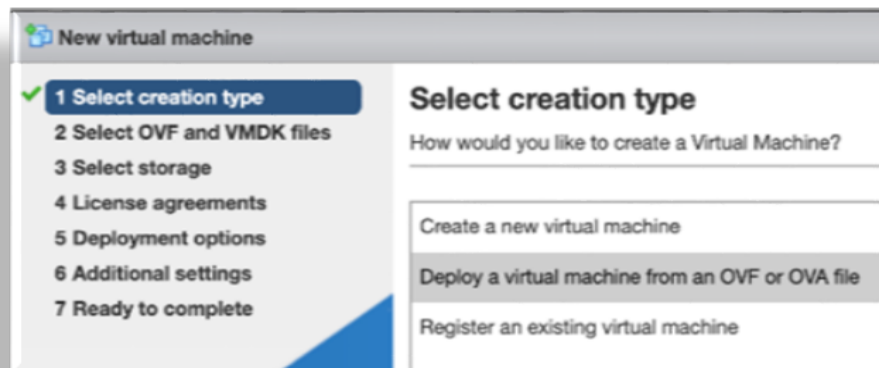 New virtual machine
1 Select creation type
2 Select OVF and VMDK files
3 Select storage
4 License agreements
5 Deployment options
6 Additional settings
7 Ready to complete
Select creation type
How would you like to create a Virtual Machine?
Create a new virtual machine
Deploy a virtual machine from an OVF or OVA file
Register an existing virtual machine